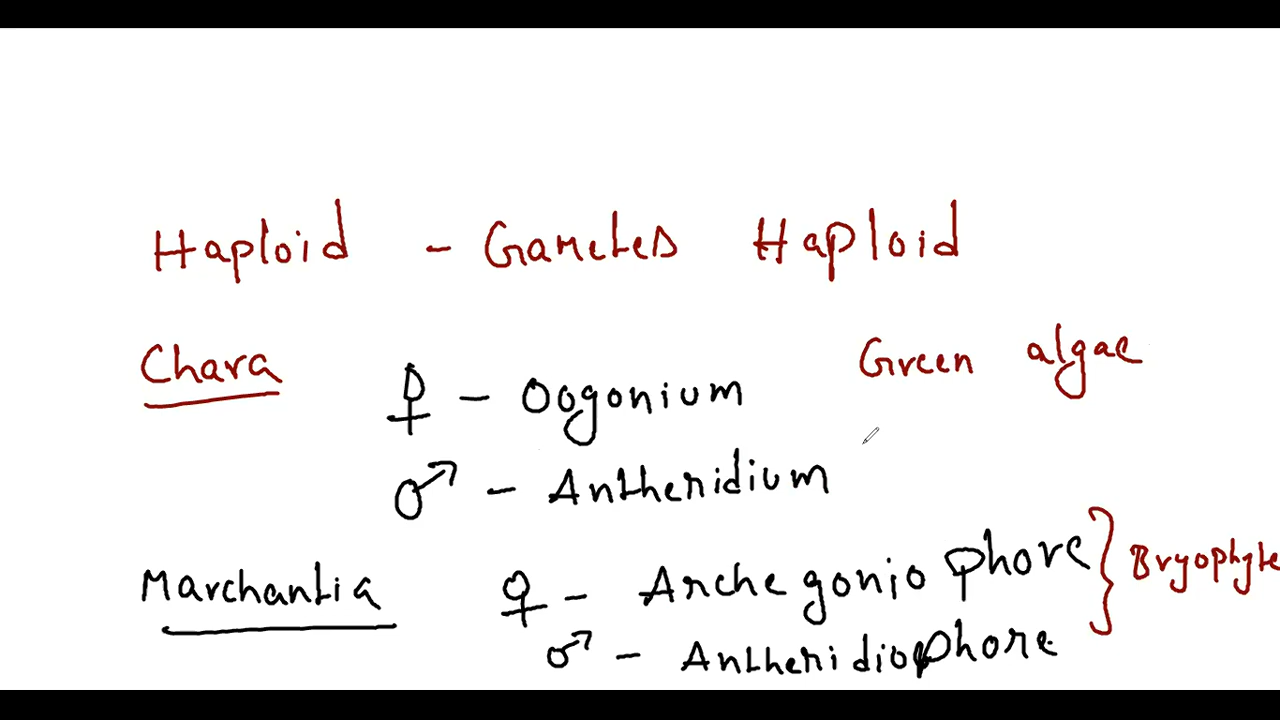 Haploid - Gametes Haploid
Chara
Green algae
♀ - Oogonium
♂ - Antheridium
Marchantia
♀ - Archegoniophore } Bryophyte
♂ - Antheridiophore